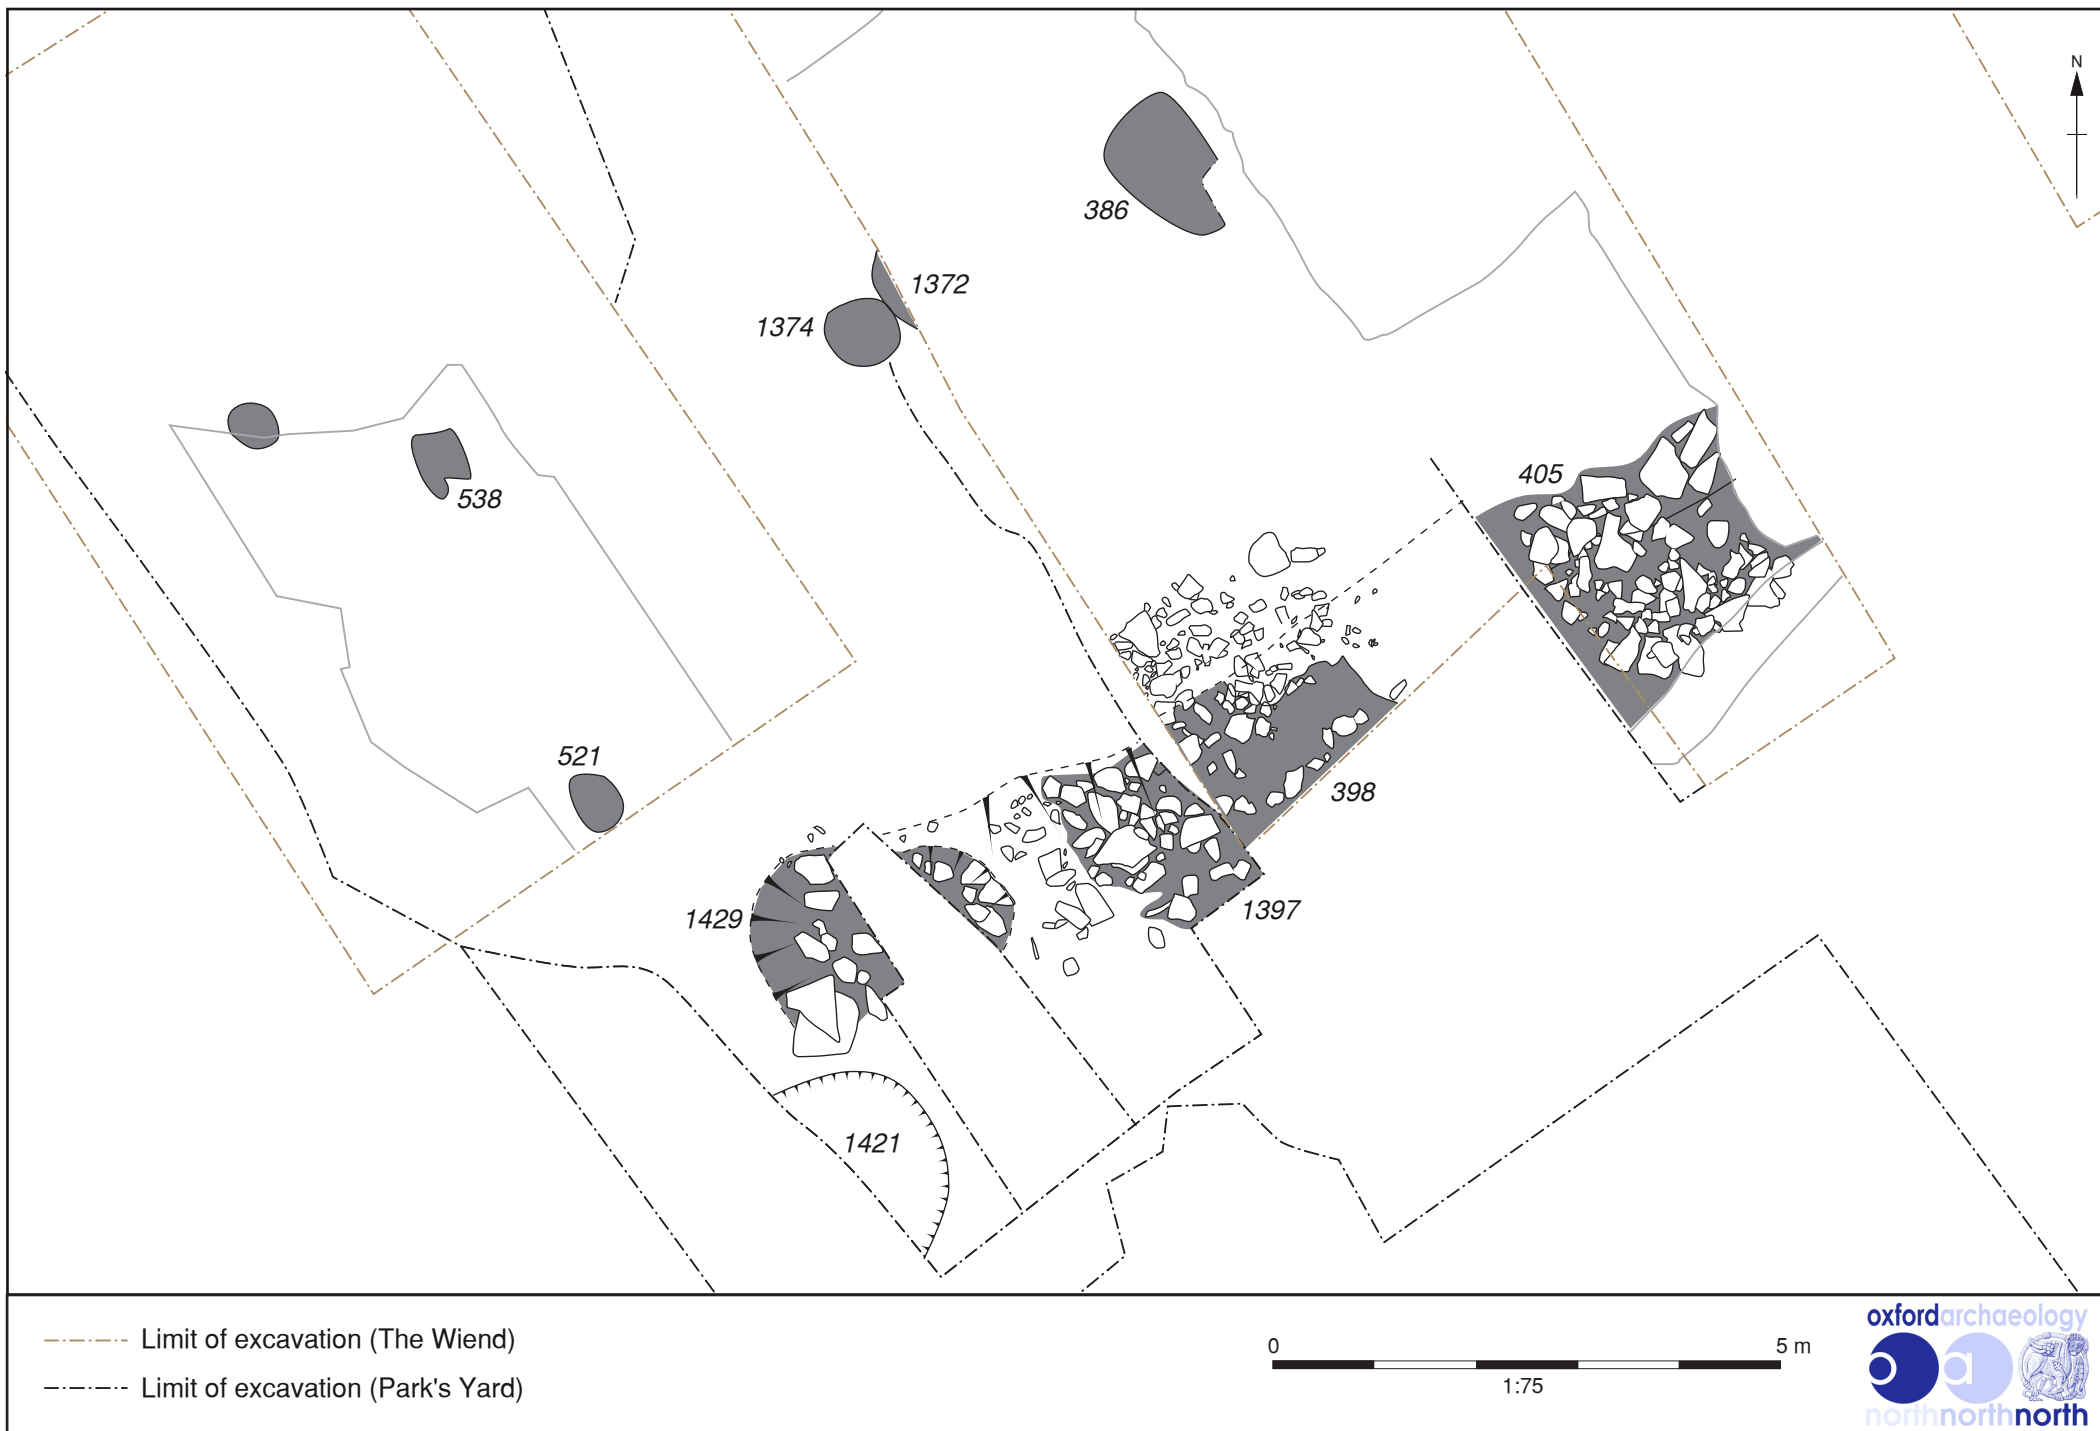 N
386
1372
1374
405
538
521
398
1429
1397
1421
Limit of excavation (The Wiend)
Limit of excavation (Park's Yard)
0
5 m
1:75
oxfordarchaeology
oa
northnorthnorth